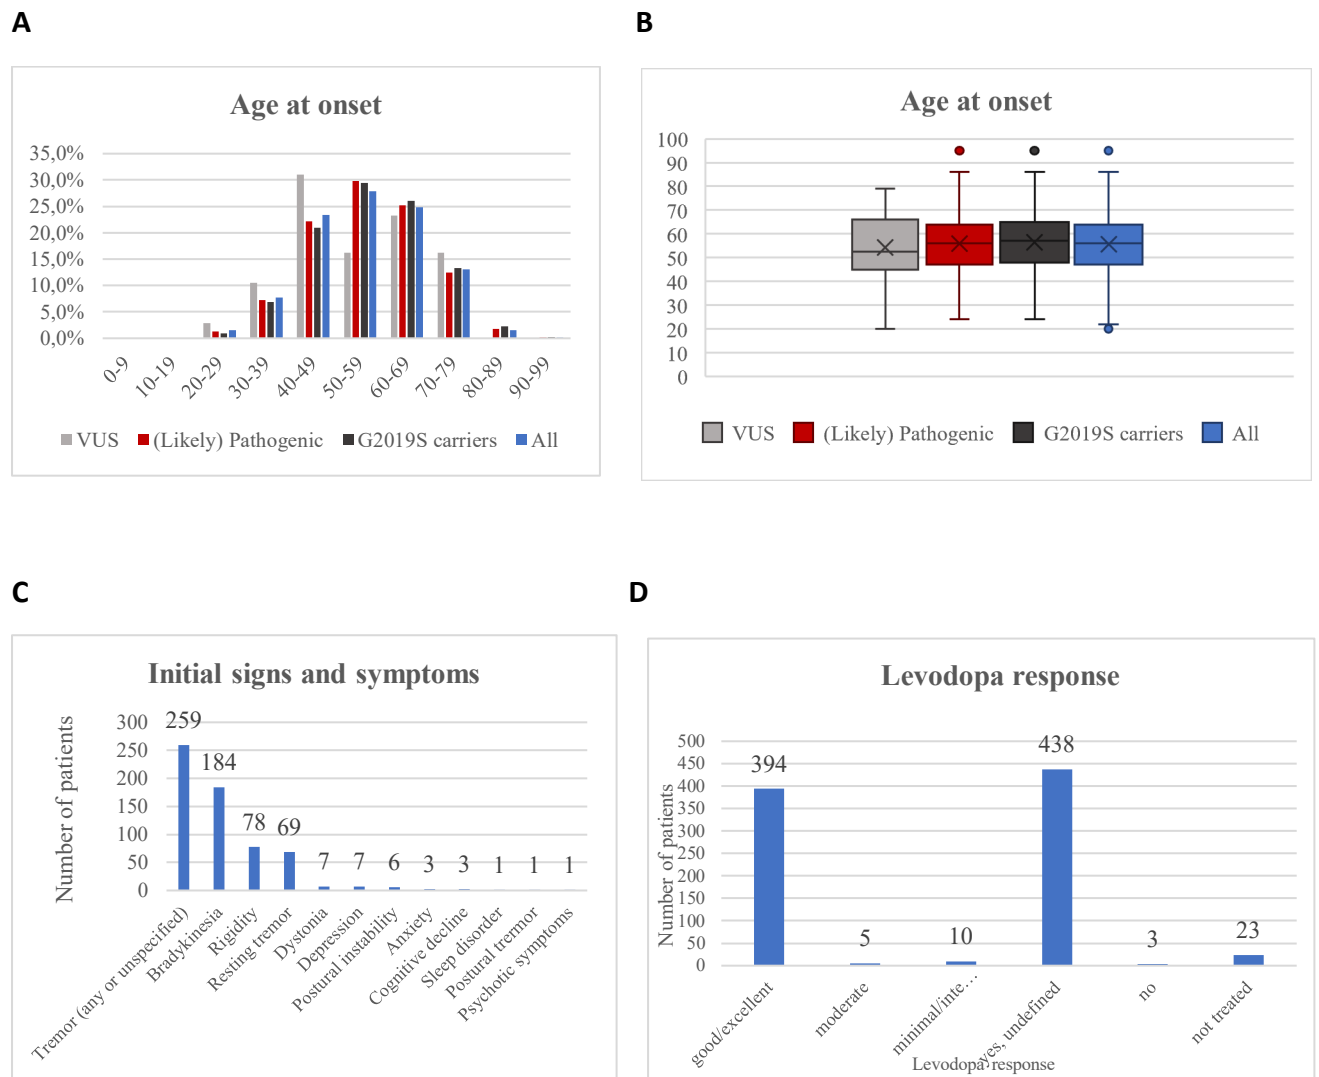 A
B
Age at onset
35,0%
30,0%
25,0%
20,0%
15,0%
10,0%
5,0%
0,0%
0-9
10-19
20-29
30-39
40-49
50-59
60-69
70-79
80-89
90-99
VUS (Likely) Pathogenic G2019S carriers All
Age at onset
100
90
80
70
60
50
40
30
20
10
0
VUS (Likely) Pathogenic G2019S carriers All
C
D
Initial signs and symptoms
Number of patients
300
250
200
150
100
50
0
259
184
78
69
7
7
6
3
3
1
1
1
Tremor (any or unspecified)
Bradykinesia
Rigidity
Resting tremor
Dystonia
Depression
Postural instability
Anxiety
Cognitive decline
Sleep disorder
Postural trermor
Psychotic symptoms
Levodopa response
Number of patients
500
450
400
350
300
250
200
150
100
50
0
394
5
10
438
3
23
good/excellent
moderate
minimal/inte…
yes, undefined
no
not treated
Levodopa response